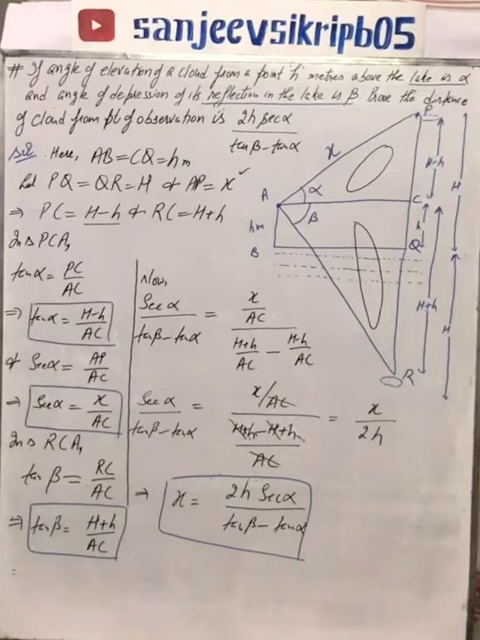 sanjeevsikripb05
# If angle of elevation of a cloud from a point 'h' metres above the lake is α
and angle of depression of its reflection in the lake is β. Prove the distance
of cloud from pt of observation is 2h secα / tanβ-tanα
Sol: Here, AB=CQ=hm
Let PQ=QR=H & AP=x
⇒ PC=H-h & RC=H+h
In Δ PCA,
tanα = PC/AC
⇒ tanα = H-h/AC
& Secα = AP/AC
⇒ Secα = x/AC
In Δ RCA,
tanβ = RC/AC
⇒ tanβ = H+h/AC
Now,
Secα / tanβ-tanα = x/AC / H+h/AC - H-h/AC
Secα / tanβ-tanα = x/AC / H+h-H+h/AC = x/2h
⇒ x = 2h Secα / tanβ-tanα
P
x
H-h
H
A
α
β
C
hm
h
B
Q
H+h
H
R